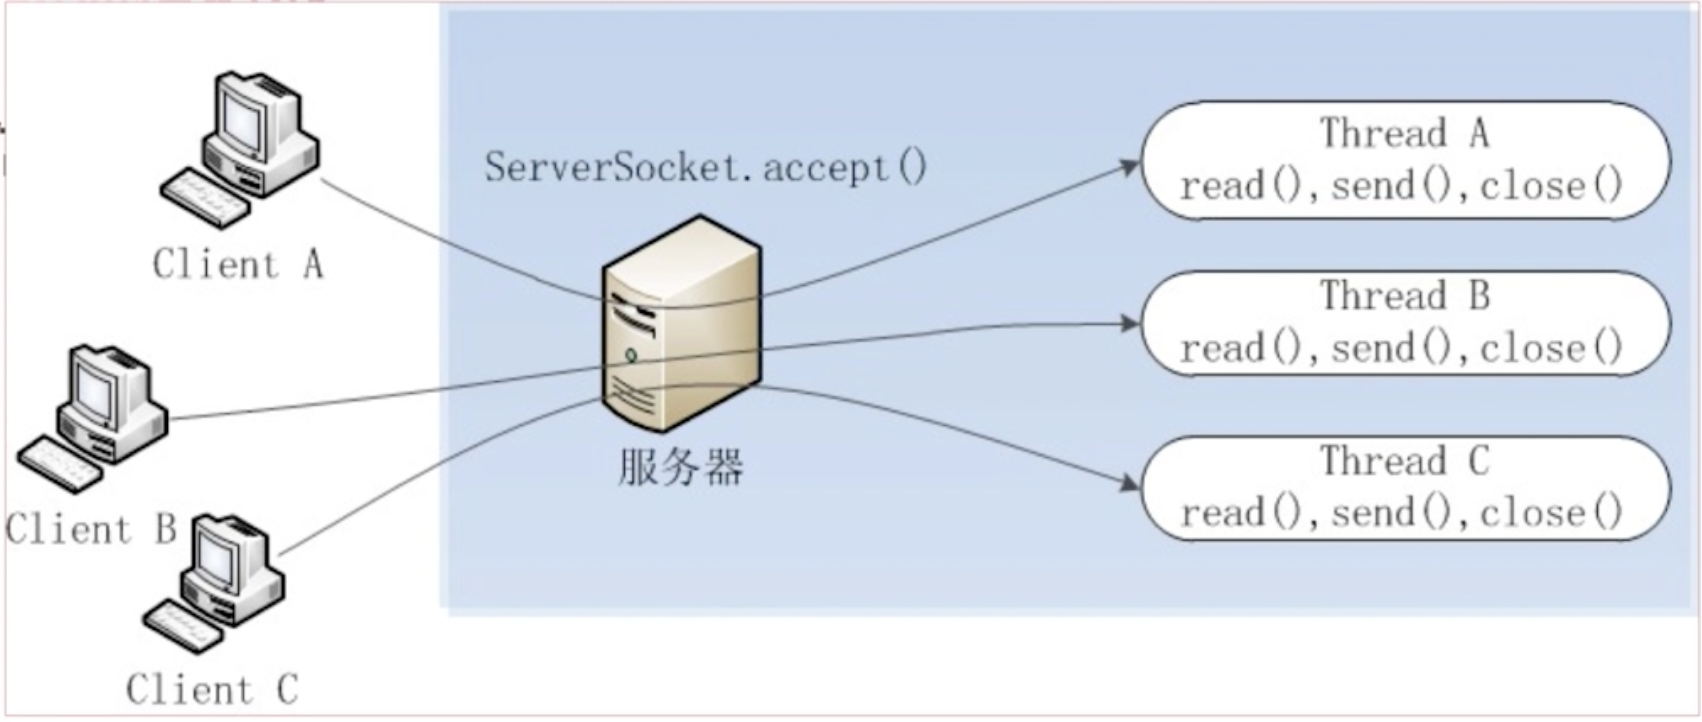 ServerSocket.accept()
Client A
Client B
Client C
服务器
Thread A
read(),send(),close()
Thread B
read(),send(),close()
Thread C
read(),send(),close()